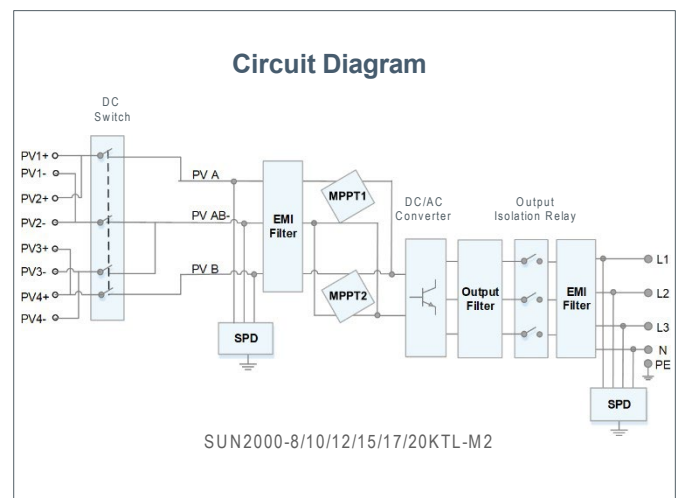 Circuit Diagram
DC
Switch
PV1+
PV1-
PV2+
PV2-
PV3+
PV3-
PV4+
PV4-
PV A
PV AB-
PV B
EMI
Filter
MPPT1
MPPT2
SPD
DC/AC
Converter
Output
Filter
Output
Isolation Relay
EMI
Filter
L1
L2
L3
N
PE
SPD
SUN2000-8/10/12/15/17/20KTL-M2